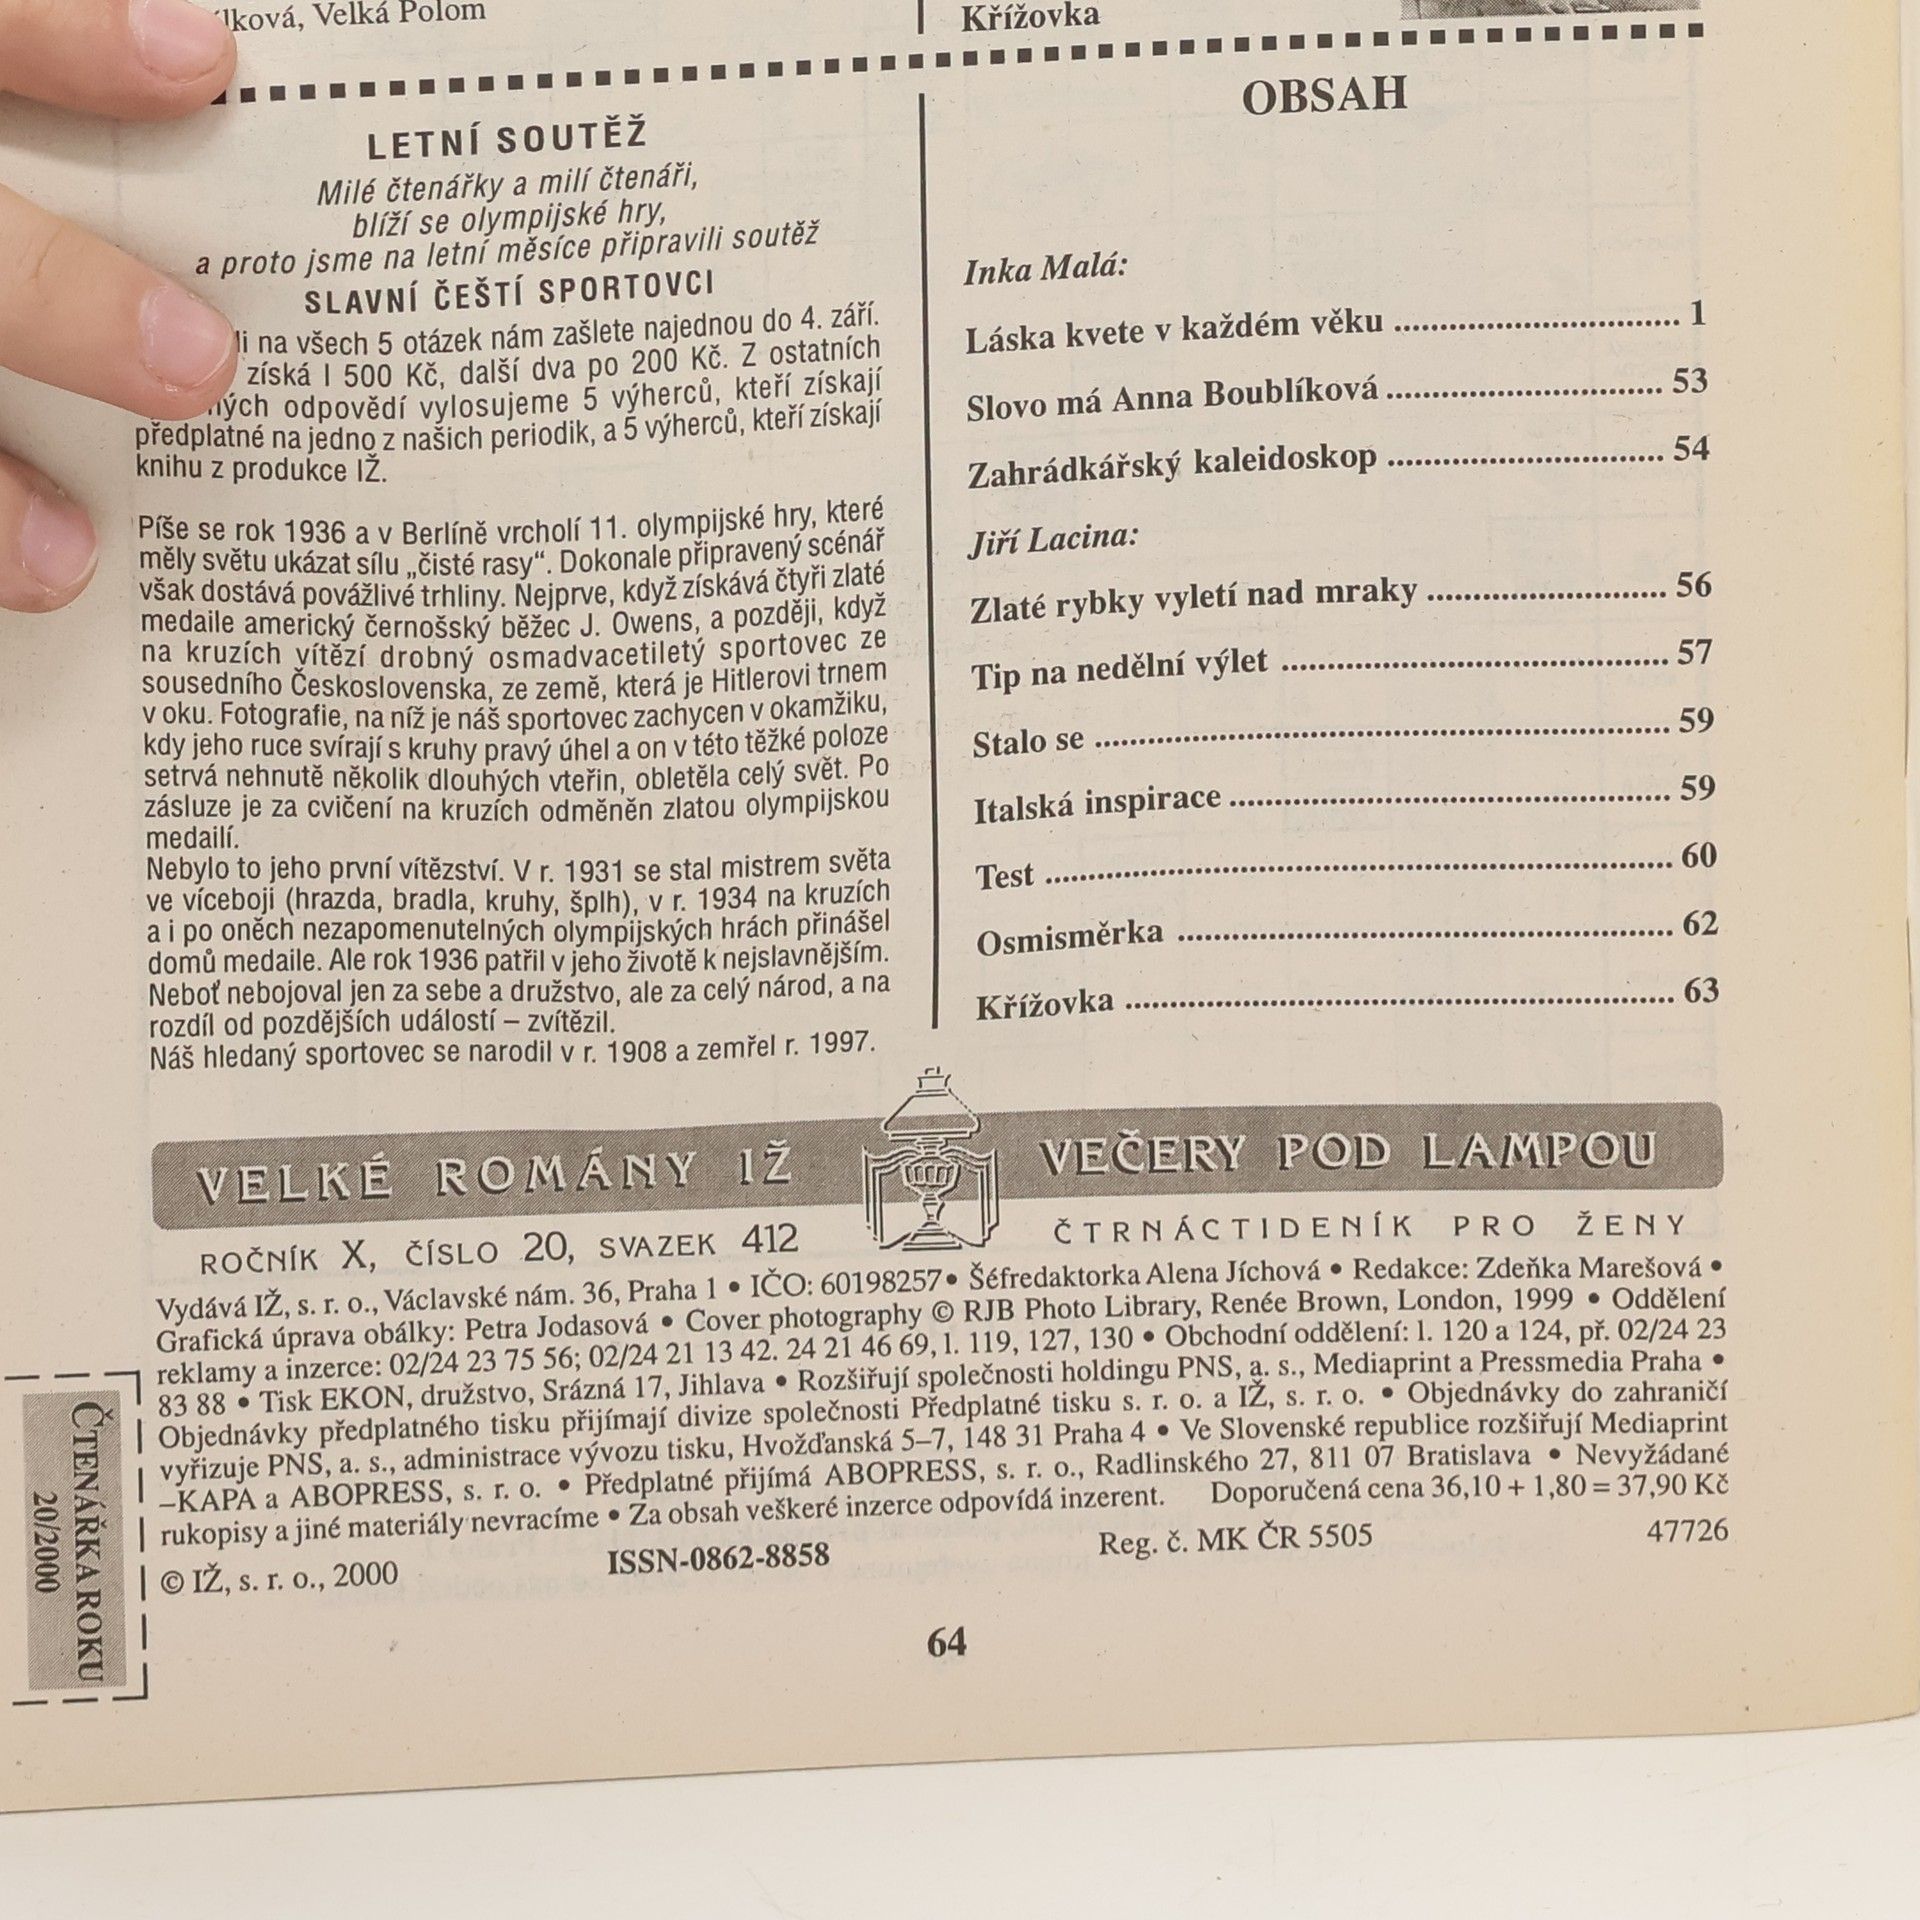 lková, Velká Polom
Křížovka
LETNÍ SOUTĚŽ
Milé čtenářky a milí čtenáři,
blíží se olympijské hry,
a proto jsme na letní měsíce připravili soutěž
SLAVNÍ ČEŠTÍ SPORTOVCI
na všech 5 otázek nám zašlete najednou do 4. září.
získá I 500 Kč, další dva po 200 Kč. Z ostatních
odpovědí vylosujeme 5 výherců, kteří získají
předplatné na jedno z našich periodik, a 5 výherců, kteří získají
knihu z produkce IŽ.
Píše se rok 1936 a v Berlíně vrcholí 11. olympijské hry, které
měly světu ukázat sílu „čisté rasy“. Dokonale připravený scénář
však dostává povážlivé trhliny. Nejprve, když získává čtyři zlaté
medaile americký černošský běžec J. Owens, a později, když
na kruzích vítězí drobný osmadvacetiletý sportovec ze
sousedního Československa, ze země, která je Hitlerovi trnem
v oku. Fotografie, na níž je náš sportovec zachycen v okamžiku,
kdy jeho ruce svírají s kruhy pravý úhel a on v této těžké poloze
setrvá nehnutě několik dlouhých vteřin, obletěla celý svět. Po
zásluze je za cvičení na kruzích odměněn zlatou olympijskou
medailí.
Nebylo to jeho první vítězství. V r. 1931 se stal mistrem světa
ve víceboji (hrazda, bradla, kruhy, šplh), v r. 1934 na kruzích
a i po oněch nezapomenutelných olympijských hrách přinášel
domů medaile. Ale rok 1936 patřil v jeho životě k nejslavnějším.
Neboť nebojoval jen za sebe a družstvo, ale za celý národ, a na
rozdíl od pozdějších událostí – zvítězil.
Náš hledaný sportovec se narodil v r. 1908 a zemřel r. 1997.
OBSAH
Inka Malá:
Láska kvete v každém věku ................................ 1
Slovo má Anna Boublíková ................................ 53
Zahrádkářský kaleidoskop ................................ 54
Jiří Lacina:
Zlaté rybky vyletí nad mraky ........................... 56
Tip na nedělní výlet ........................................... 57
Stalo se ................................................................ 59
Italská inspirace ................................................. 59
Test ...................................................................... 60
Osmisměrka ........................................................ 62
Křížovka .............................................................. 63
VELKÉ ROMÁNY IŽ VEČERY POD LAMPOU
ROČNÍK X, ČÍSLO 20, SVAZEK 412 ČTRNÁCTIDENÍK PRO ŽENY
Vydává IŽ, s. r. o., Václavské nám. 36, Praha 1 • IČO: 60198257 • Šéfredaktorka Alena Jíchová • Redakce: Zdeňka Marešová •
Grafická úprava obálky: Petra Jodasová • Cover photography © RJB Photo Library, Renée Brown, London, 1999 • Oddělení
reklamy a inzerce: 02/24 23 75 56; 02/24 21 13 42. 24 21 46 69, l. 119, 127, 130 • Obchodní oddělení: l. 120 a 124, př. 02/24 23
83 88 • Tisk EKON, družstvo, Srázná 17, Jihlava • Rozšiřují společnosti holdingu PNS, a. s., Mediaprint a Pressmedia Praha •
Objednávky předplatného tisku přijímají divize společnosti Předplatné tisku s. r. o. a IŽ, s. r. o. • Objednávky do zahraničí
vyřizuje PNS, a. s., administrace vývozu tisku, Hvožďanská 5–7, 148 31 Praha 4 • Ve Slovenské republice rozšiřují Mediaprint
–KAPA a ABOPRESS, s. r. o. • Předplatné přijímá ABOPRESS, s. r. o., Radlinského 27, 811 07 Bratislava • Nevyžádané
rukopisy a jiné materiály nevracíme • Za obsah veškeré inzerce odpovídá inzerent. Doporučená cena 36,10 + 1,80 = 37,90 Kč
© IŽ, s. r. o., 2000 ISSN-0862-8858 Reg. č. MK ČR 5505 47726
ČTENÁŘKA ROKU
20/2000
64